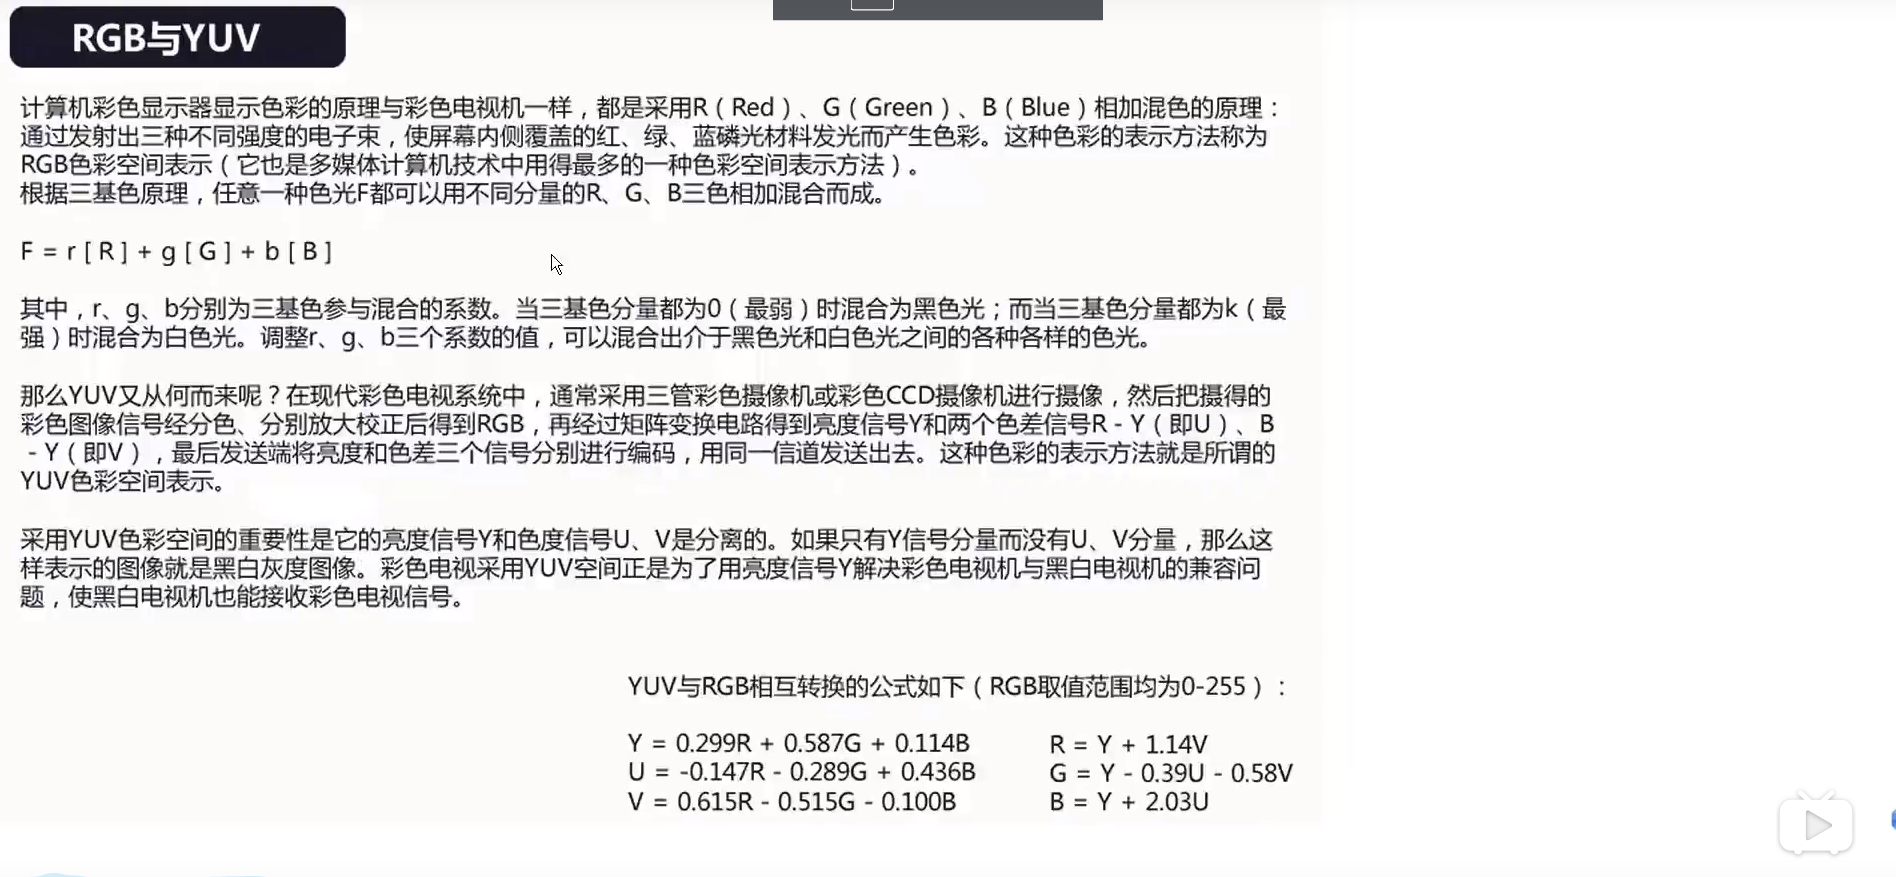 RGB与YUV
计算机彩色显示器显示色彩的原理与彩色电视机一样，都是采用R（Red）、G（Green）、B（Blue）相加混色的原理：
通过发射出三种不同强度的电子束，使屏幕内侧覆盖的红、绿、蓝磷光材料发光而产生色彩。这种色彩的表示方法称为
RGB色彩空间表示（它也是多媒体计算机技术中用得最多的一种色彩空间表示方法）。
根据三基色原理，任意一种色光F都可以用不同分量的R、G、B三色相加混合而成。
F = r [ R ] + g [ G ] + b [ B ]
其中，r、g、b分别为三基色参与混合的系数。当三基色分量都为0（最弱）时混合为黑色光；而当三基色分量都为k（最
强）时混合为白色光。调整r、g、b三个系数的值，可以混合出介于黑色光和白色光之间的各种各样的色光。
那么YUV又从何而来呢？在现代彩色电视系统中，通常采用三管彩色摄像机或彩色CCD摄像机进行摄像，然后把摄得的
彩色图像信号经分色、分别放大校正后得到RGB，再经过矩阵变换电路得到亮度信号Y和两个色差信号R - Y（即U）、B
- Y（即V），最后发送端将亮度和色差三个信号分别进行编码，用同一信道发送出去。这种色彩的表示方法就是所谓的
YUV色彩空间表示。
采用YUV色彩空间的重要性是它的亮度信号Y和色度信号U、V是分离的。如果只有Y信号分量而没有U、V分量，那么这
样表示的图像就是黑白灰度图像。彩色电视采用YUV空间正是为了用亮度信号Y解决彩色电视机与黑白电视机的兼容问
题，使黑白电视机也能接收彩色电视信号。
YUV与RGB相互转换的公式如下（RGB取值范围均为0-255）：
Y = 0.299R + 0.587G + 0.114B
U = -0.147R - 0.289G + 0.436B
V = 0.615R - 0.515G - 0.100B
R = Y + 1.14V
G = Y - 0.39U - 0.58V
B = Y + 2.03U